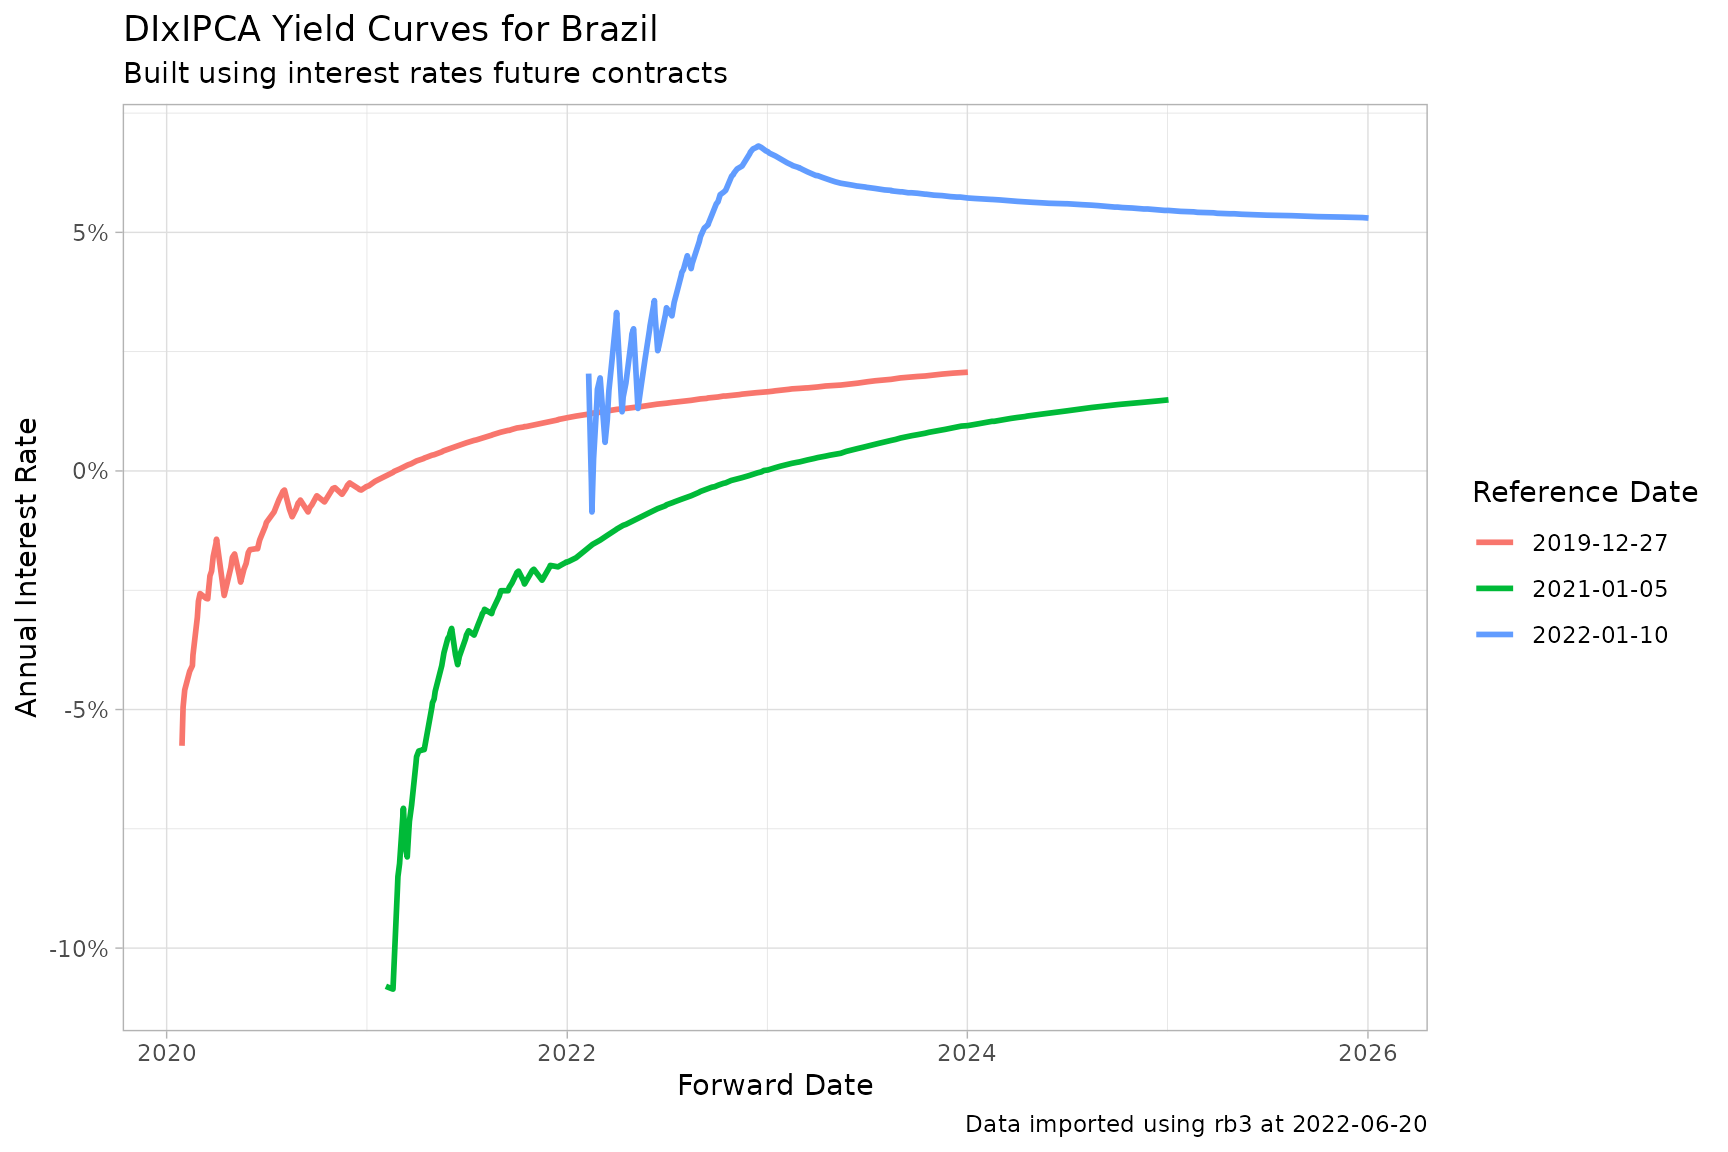 DIxIPCA Yield Curves for Brazil
Built using interest rates future contracts
Annual Interest Rate
5%
0%
-5%
-10%
2020
2022
2024
2026
Forward Date
Reference Date
2019-12-27
2021-01-05
2022-01-10
Data imported using rb3 at 2022-06-20